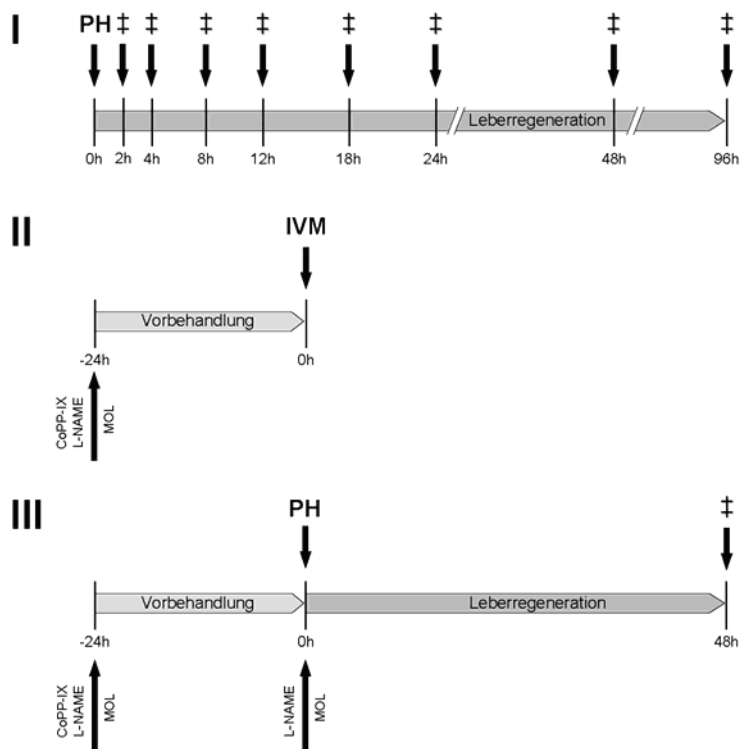 I
PH ‡ ‡ ‡ ‡ ‡ ‡ ‡ ‡
Leberregeneration
0h 2h 4h 8h 12h 18h 24h 48h 96h
II
IVM
Vorbehandlung
-24h 0h
CoPP-IX
L-NAME
MOL
III
PH ‡
Vorbehandlung Leberregeneration
-24h 0h 48h
CoPP-IX
L-NAME
MOL
L-NAME
MOL